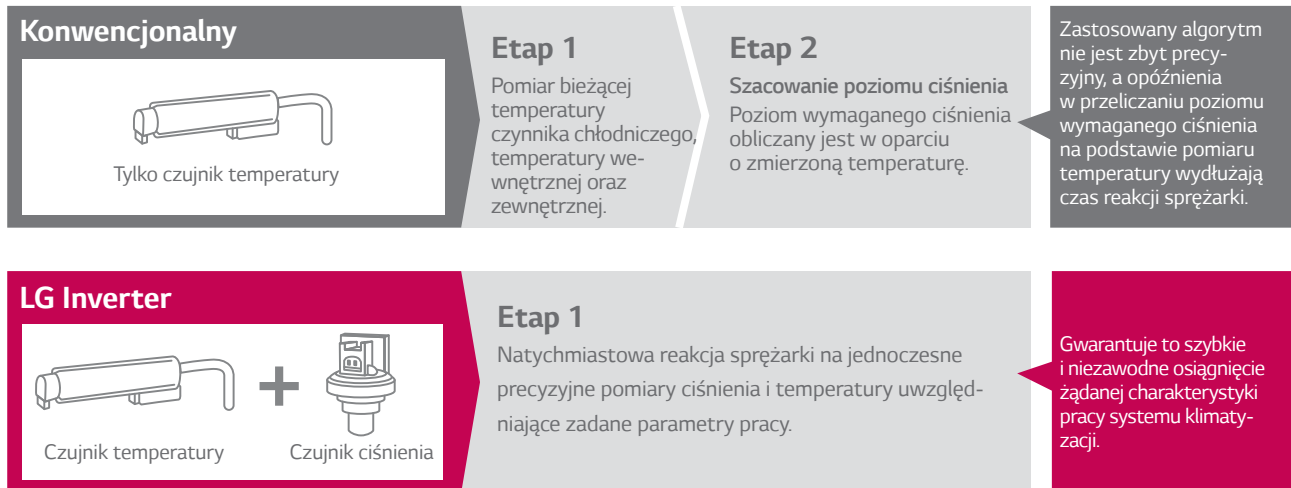 Konwencjonalny
Tylko czujnik temperatury
Etap 1
Pomiar bieżącej
temperatury
czynnika chłodniczego,
temperatury we-
wnętrznej oraz
zewnętrznej.
Etap 2
Szacowanie poziomu ciśnienia
Poziom wymaganego ciśnienia
obliczany jest w oparciu
o zmierzoną temperaturę.
Zastosowany algorytm
nie jest zbyt precy-
zyjny, a opóźnienia
w przeliczaniu poziomu
wymaganego ciśnienia
na podstawie pomiaru
temperatury wydłużają
czas reakcji sprężarki.
LG Inverter
Czujnik temperatury
+
Czujnik ciśnienia
Etap 1
Natychmiastowa reakcja sprężarki na jednoczesne
precyzyjne pomiary ciśnienia i temperatury uwzględ-
niające zadane parametry pracy.
Gwarantuje to szybkie
i niezawodne osiągnięcie
żądanej charakterystyki
pracy systemu klimaty-
zacji.